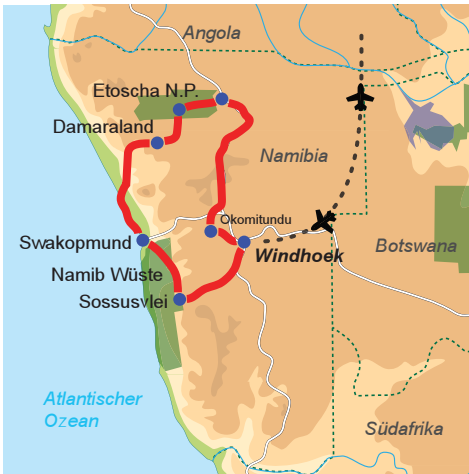 Angola
Etoscha N.P.
Damaraland
Namibia
Okomitundu
Swakopmund
Windhoek
Botswana
Namib Wüste
Sossusvlei
Atlantischer
Ozean
Südafrika